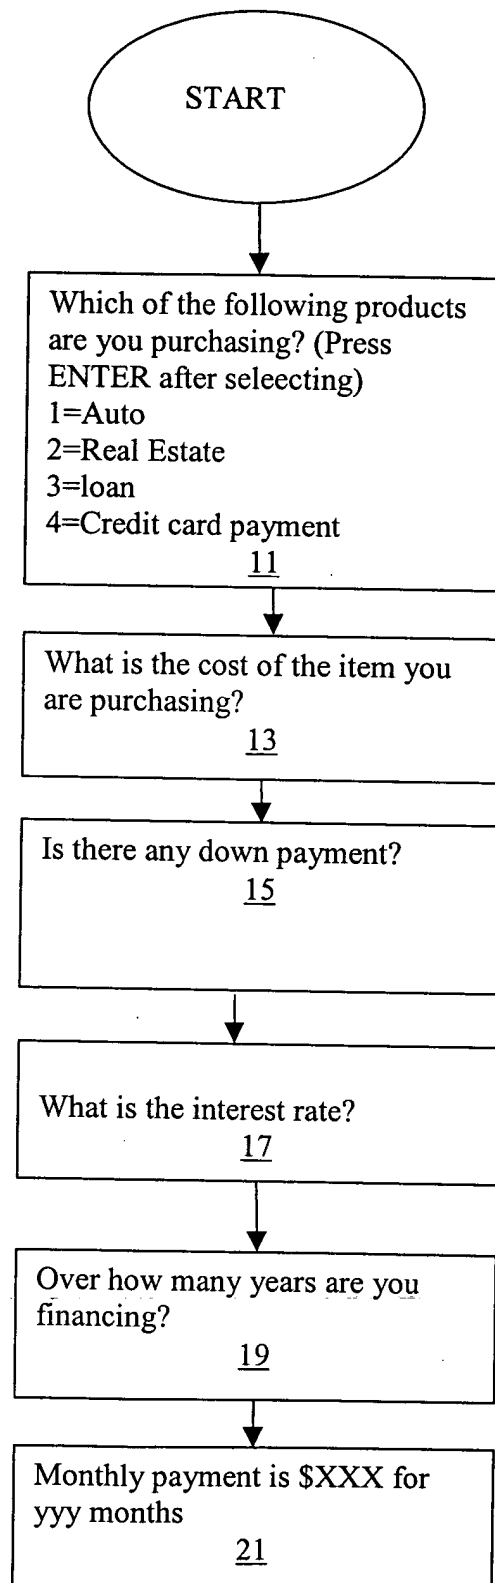 START
Which of the following products
are you purchasing? (Press
ENTER after seleecting)
1=Auto
2=Real Estate
3=loan
4=Credit card payment
11
What is the cost of the item you
are purchasing?
13
Is there any down payment?
15
What is the interest rate?
17
Over how many years are you
financing?
19
Monthly payment is $XXX for
yyy months
21